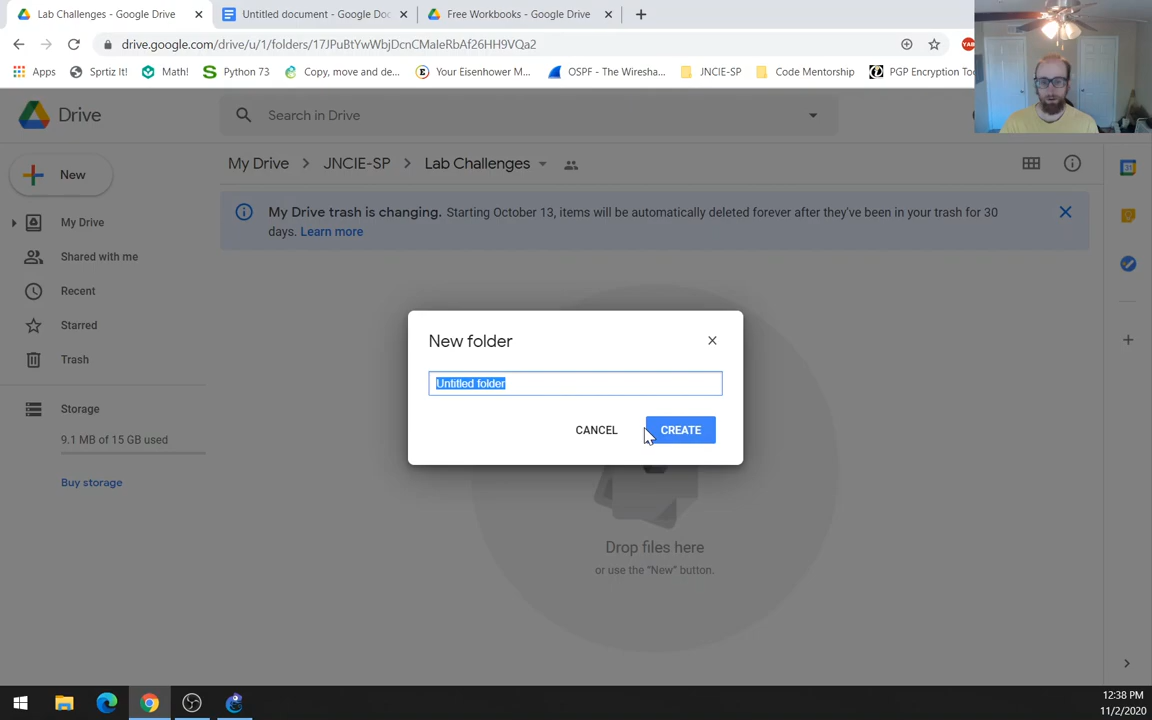 Lab Challenges - Google Drive
Untitled document - Google Doc
Free Workbooks - Google Drive
drive.google.com/drive/u/1/folders/17JPuBtYwWbjDcnCMaIeRbAf26HH9VQa2
Apps
Sprtiz It!
Math!
Python 73
Copy, move and de...
Your Eisenhower M...
OSPF - The Wiresha...
JNCIE-SP
Code Mentorship
PGP Encryption Too
Drive
Search in Drive
My Drive
JNCIE-SP
Lab Challenges
New
My Drive trash is changing. Starting October 13, items will be automatically deleted forever after they've been in your trash for 30
days. Learn more
My Drive
Shared with me
Recent
Starred
Trash
Storage
9.1 MB of 15 GB used
Buy storage
New folder
Untitled folder
CANCEL
CREATE
Drop files here
or use the "New" button.
12:38 PM
11/2/2020